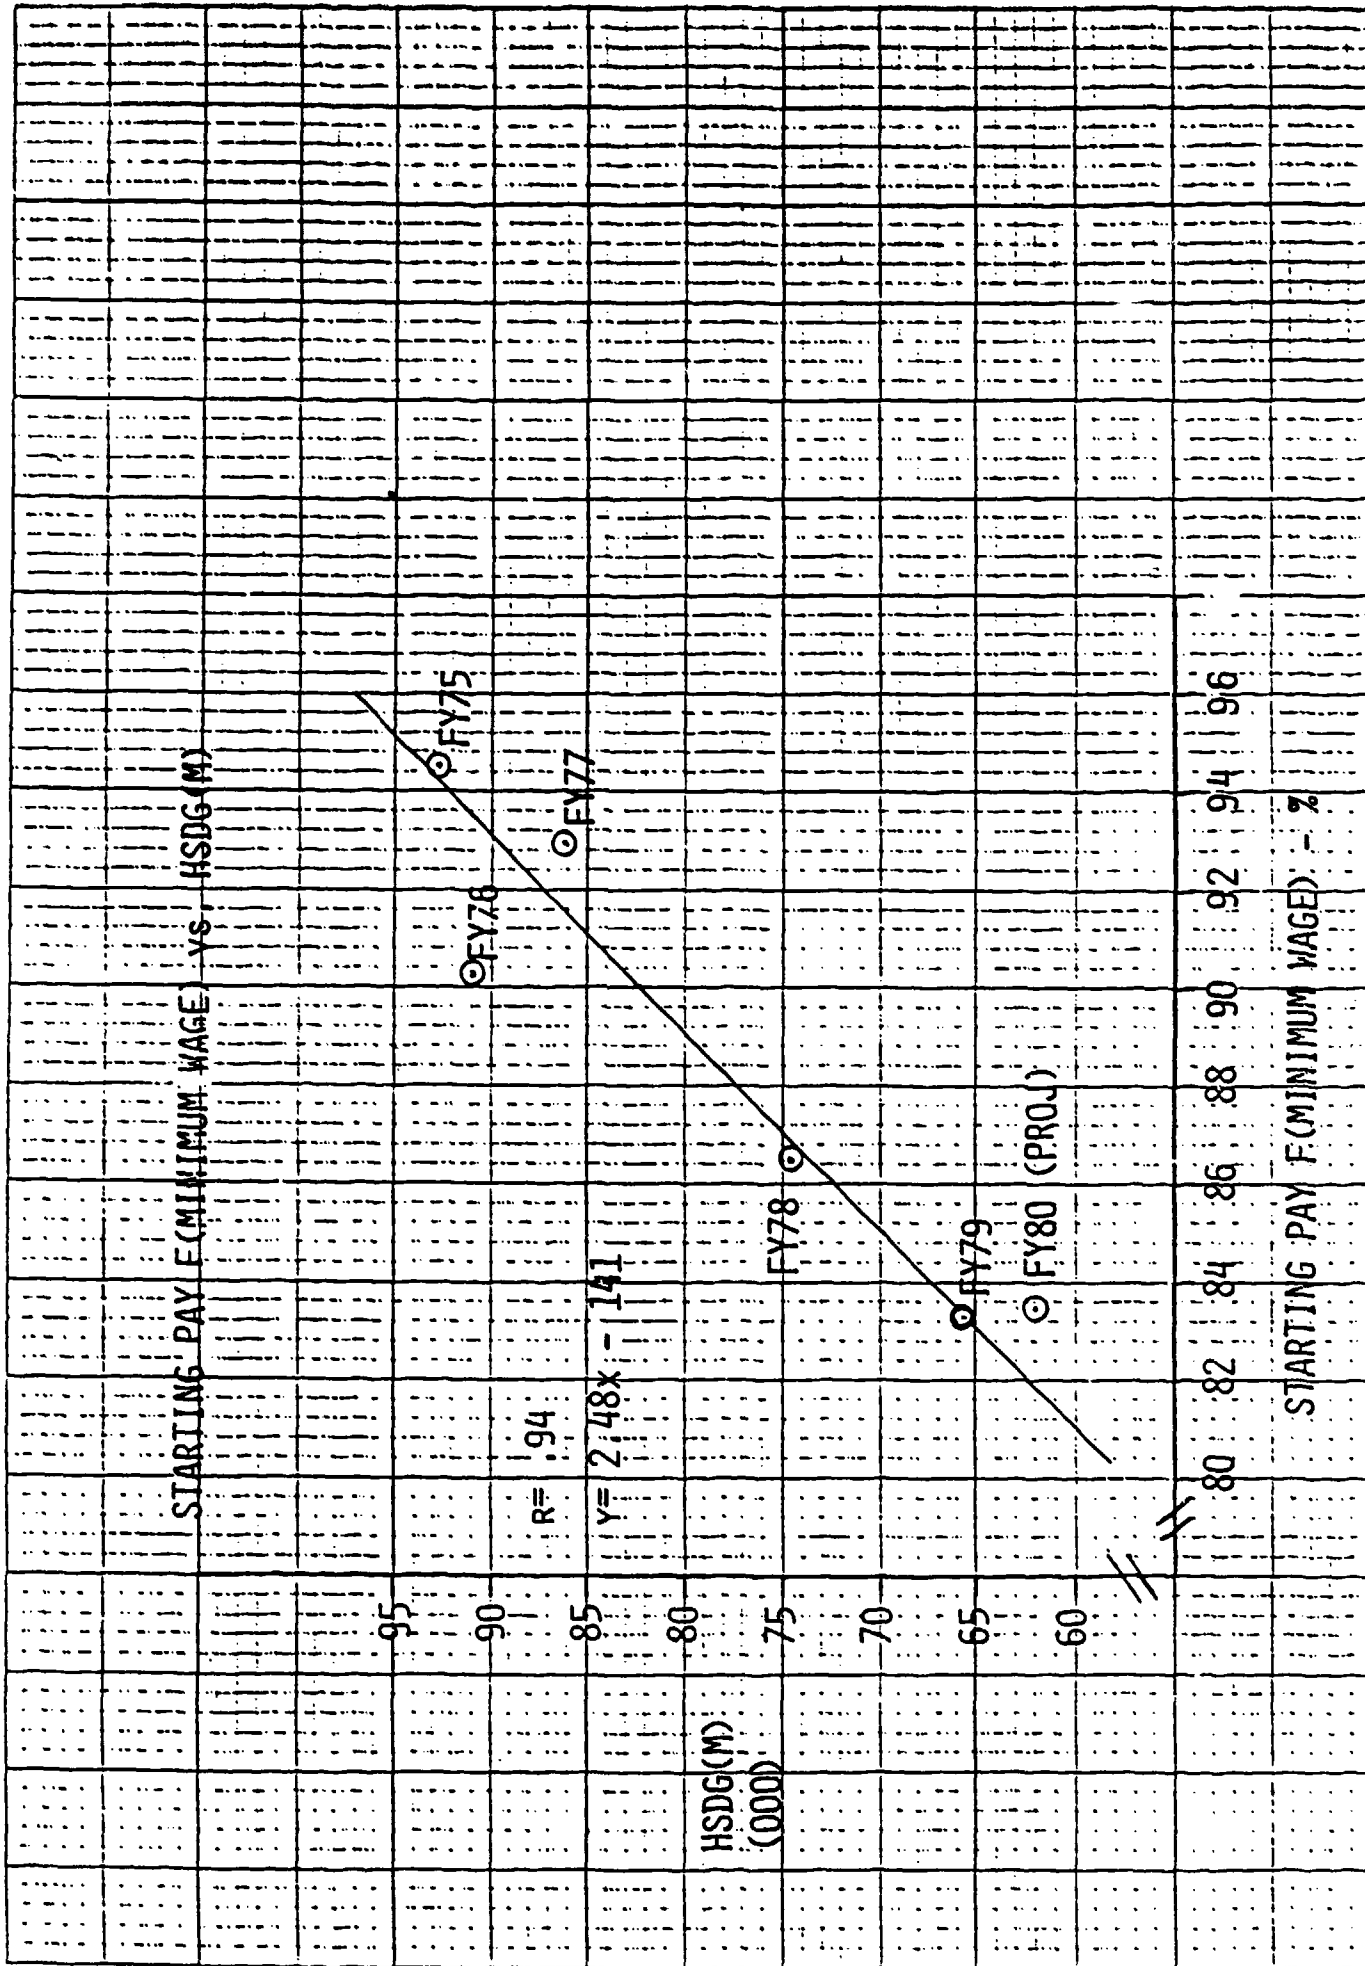 STARTING PAY F(MINIMUM WAGE) VS. HSDG(M)
R= .94
Y= 2.48x - 141
HSDG(M)
(000)
95
90
85
80
75
70
65
60
FY75
FY76
FY77
FY78
FY79
FY80 (PROJ)
80 82 84 86 88 90 92 94 96
STARTING PAY F(MINIMUM WAGE) - %